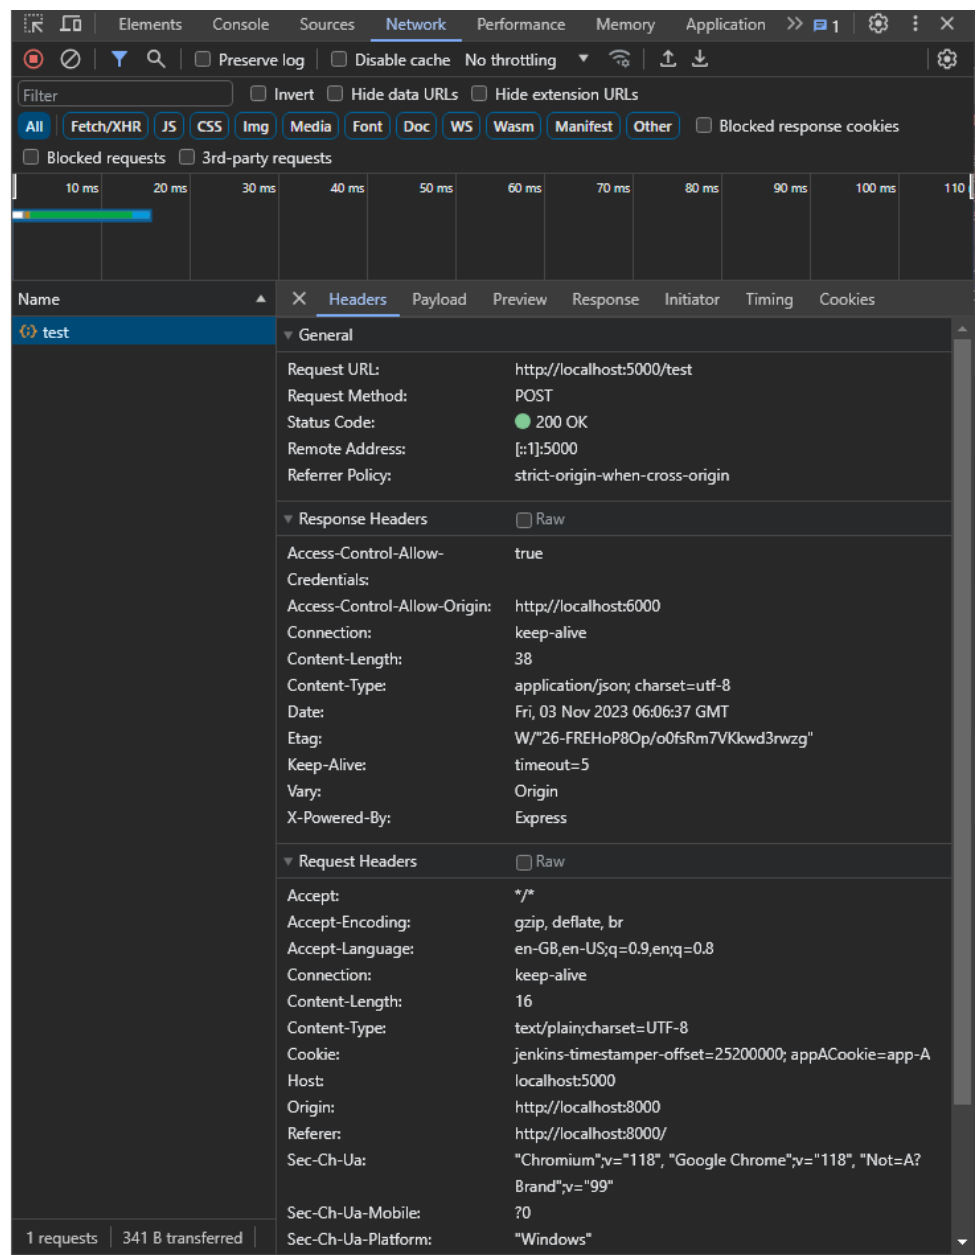 Elements Console Sources Network Performance Memory Application 1
Preserve log Disable cache No throttling
Filter Invert Hide data URLs Hide extension URLs
All Fetch/XHR JS CSS Img Media Font Doc WS Wasm Manifest Other Blocked response cookies
Blocked requests 3rd-party requests
10 ms 20 ms 30 ms 40 ms 50 ms 60 ms 70 ms 80 ms 90 ms 100 ms 110
Name Headers Payload Preview Response Initiator Timing Cookies
test
General
Request URL: http://localhost:5000/test
Request Method: POST
Status Code: 200 OK
Remote Address: [::1]:5000
Referrer Policy: strict-origin-when-cross-origin
Response Headers Raw
Access-Control-Allow- true
Credentials:
Access-Control-Allow-Origin: http://localhost:6000
Connection: keep-alive
Content-Length: 38
Content-Type: application/json; charset=utf-8
Date: Fri, 03 Nov 2023 06:06:37 GMT
Etag: W/"26-FREHoP8Op/o0fsRm7VKkwd3rwzg"
Keep-Alive: timeout=5
Vary: Origin
X-Powered-By: Express
Request Headers Raw
Accept: */*
Accept-Encoding: gzip, deflate, br
Accept-Language: en-GB,en-US;q=0.9,en;q=0.8
Connection: keep-alive
Content-Length: 16
Content-Type: text/plain;charset=UTF-8
Cookie: jenkins-timestamper-offset=25200000; appACookie=app-A
Host: localhost:5000
Origin: http://localhost:8000
Referer: http://localhost:8000/
Sec-Ch-Ua: "Chromium";v="118", "Google Chrome";v="118", "Not=A?
Brand";v="99"
Sec-Ch-Ua-Mobile: ?0
Sec-Ch-Ua-Platform: "Windows"
1 requests 341 B transferred